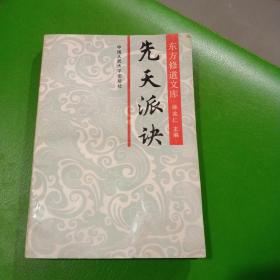 东方修道文库
徐兆仁 主编
先天派诀
中国人民大学出版社